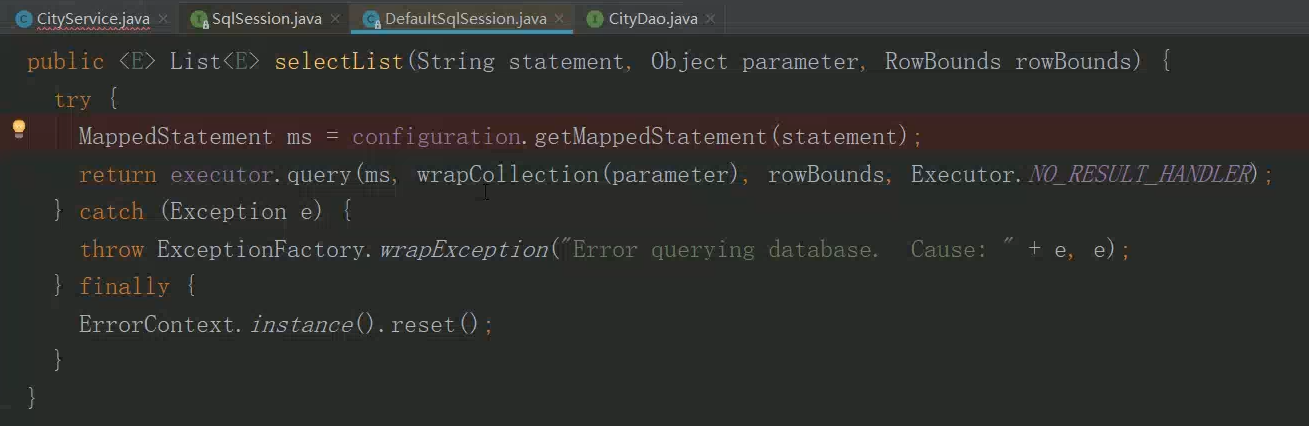 CityService.java SqlSession.java DefaultSqlSession.java CityDao.java
public <E> List<E> selectList(String statement, Object parameter, RowBounds rowBounds) {
try {
MappedStatement ms = configuration.getMappedStatement(statement);
return executor.query(ms, wrapCollection(parameter), rowBounds, Executor.NO_RESULT_HANDLER);
} catch (Exception e) {
throw ExceptionFactory.wrapException("Error querying database.  Cause: " + e, e);
} finally {
ErrorContext.instance().reset();
}
}